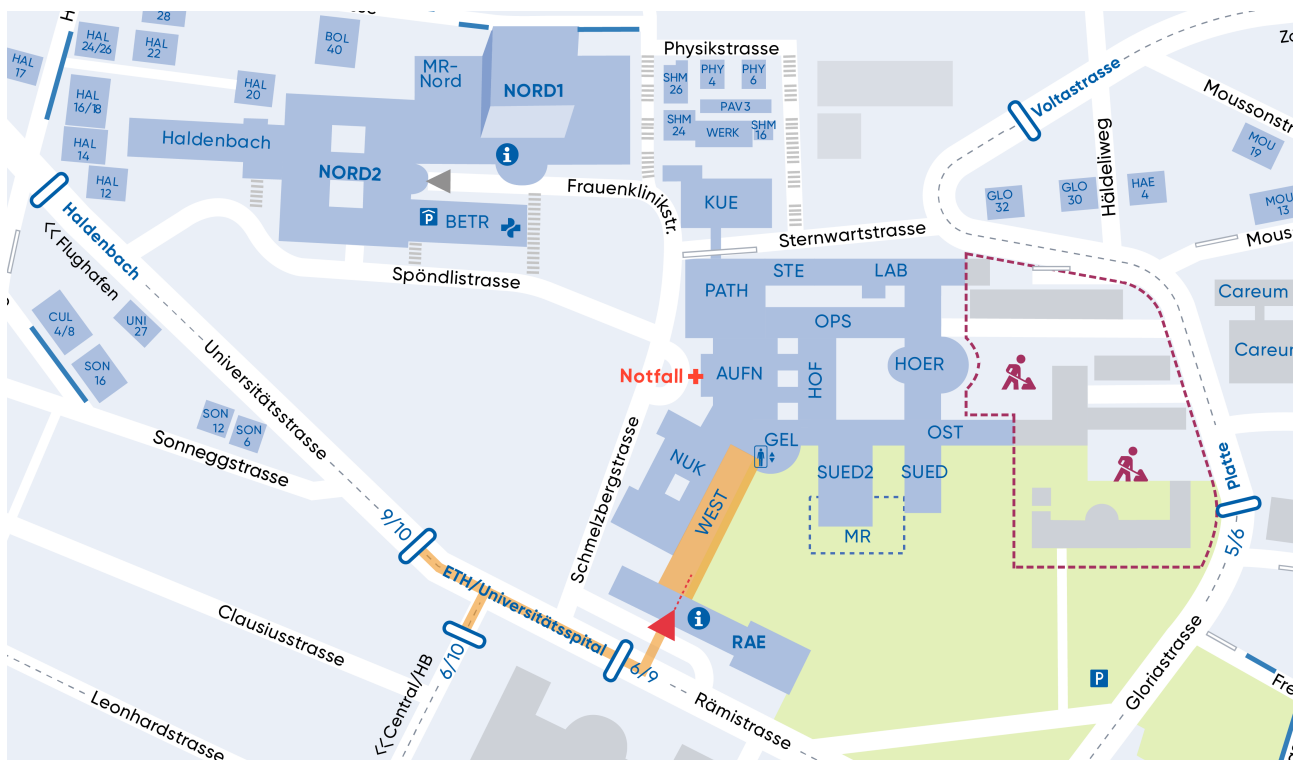 28
HAL
24/26
HAL
22
HAL
17
BOL
40
MR-
Nord
NORD1
Physikstrasse
SHM
26
PHY
4
PHY
6
PAV 3
SHM
24
WERK
SHM
16
HAL
20
HAL
16/18
HAL
14
HAL
12
Haldenbach
NORD2
i
P
BETR
Frauenklinikstr.
KUE
Sternwartstrasse
Voltastrasse
Häldeliweg
Moussonstr
MOU
19
MOU
13
Mous
GLO
32
GLO
30
HAE
4
Haldenbach
Flughafen
Spöndlistrasse
CUL
4/8
UNI
27
SON
16
SON
12
SON
6
Universitätsstrasse
Sonneggstrasse
STE
LAB
PATH
OPS
HOER
AUFN
HOF
Notfall
GEL
OST
NUK
WEST
SUED2
SUED
MR
Careum
Careum
Platte
5/6
Schmelzbergstrasse
9/10
ETH/Universitätsspital
6/10
6/9
i
RAE
P
Clausiusstrasse
Leonhardstrasse
Central/HB
Rämistrasse
Gloriastrasse
Fre